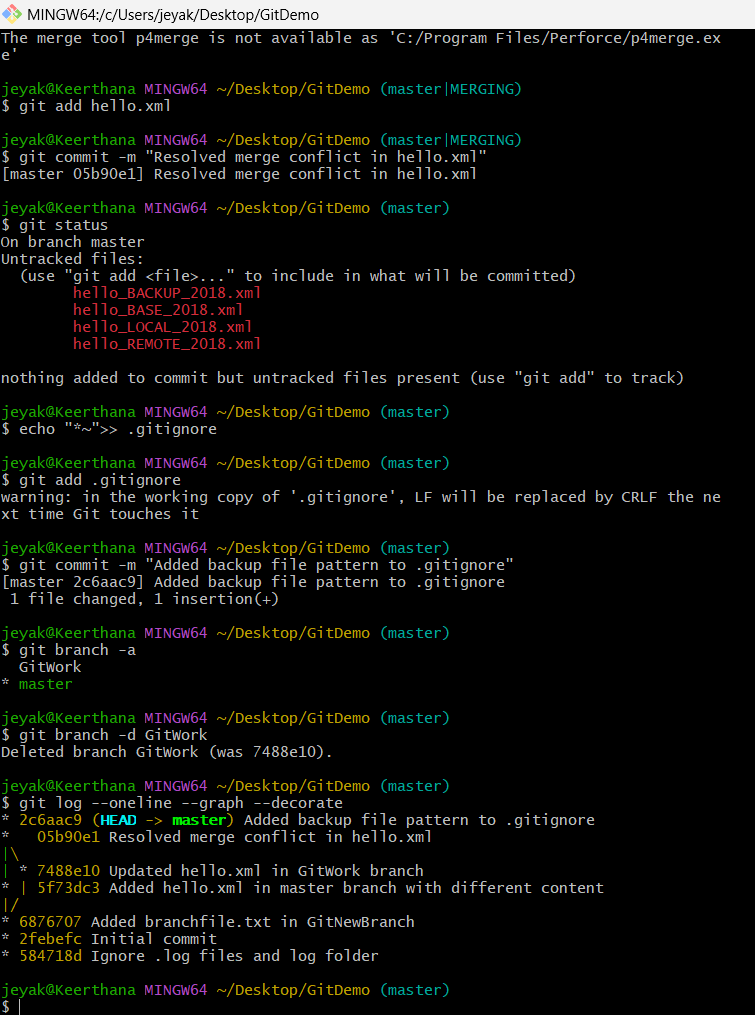 MINGW64:/c/Users/jeyak/Desktop/GitDemo
The merge tool p4merge is not available as 'C:/Program Files/Perforce/p4merge.ex
e'
jeyak@Keerthana MINGW64 ~/Desktop/GitDemo (master|MERGING)
$ git add hello.xml
jeyak@Keerthana MINGW64 ~/Desktop/GitDemo (master|MERGING)
$ git commit -m "Resolved merge conflict in hello.xml"
[master 05b90e1] Resolved merge conflict in hello.xml
jeyak@Keerthana MINGW64 ~/Desktop/GitDemo (master)
$ git status
On branch master
Untracked files:
  (use "git add <file>..." to include in what will be committed)
        hello_BACKUP_2018.xml
        hello_BASE_2018.xml
        hello_LOCAL_2018.xml
        hello_REMOTE_2018.xml
nothing added to commit but untracked files present (use "git add" to track)
jeyak@Keerthana MINGW64 ~/Desktop/GitDemo (master)
$ echo "*~">> .gitignore
jeyak@Keerthana MINGW64 ~/Desktop/GitDemo (master)
$ git add .gitignore
warning: in the working copy of '.gitignore', LF will be replaced by CRLF the ne
xt time Git touches it
jeyak@Keerthana MINGW64 ~/Desktop/GitDemo (master)
$ git commit -m "Added backup file pattern to .gitignore"
[master 2c6aac9] Added backup file pattern to .gitignore
 1 file changed, 1 insertion(+)
jeyak@Keerthana MINGW64 ~/Desktop/GitDemo (master)
$ git branch -a
  GitWork
* master
jeyak@Keerthana MINGW64 ~/Desktop/GitDemo (master)
$ git branch -d GitWork
Deleted branch GitWork (was 7488e10).
jeyak@Keerthana MINGW64 ~/Desktop/GitDemo (master)
$ git log --oneline --graph --decorate
* 2c6aac9 (HEAD -> master) Added backup file pattern to .gitignore
*   05b90e1 Resolved merge conflict in hello.xml
|\
| * 7488e10 Updated hello.xml in GitWork branch
* | 5f73dc3 Added hello.xml in master branch with different content
|/
* 6876707 Added branchfile.txt in GitNewBranch
* 2febefc Initial commit
* 584718d Ignore .log files and log folder
jeyak@Keerthana MINGW64 ~/Desktop/GitDemo (master)
$